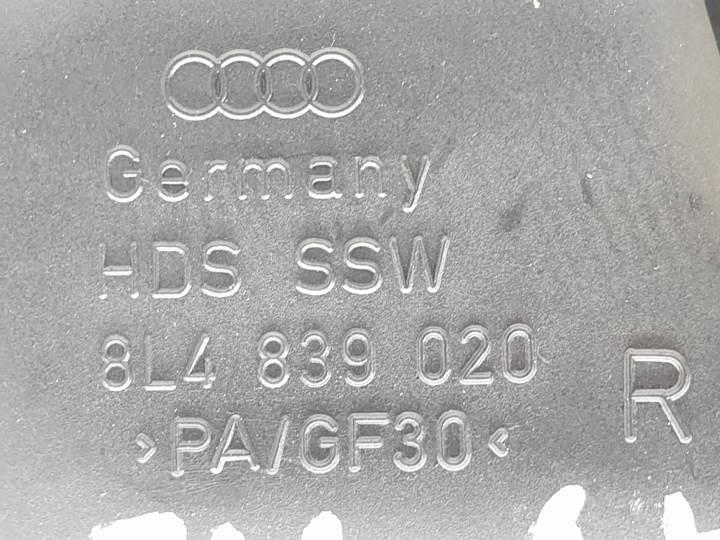 Germany
HDS SSW
8L4 839 020
R
>PA/GF30<